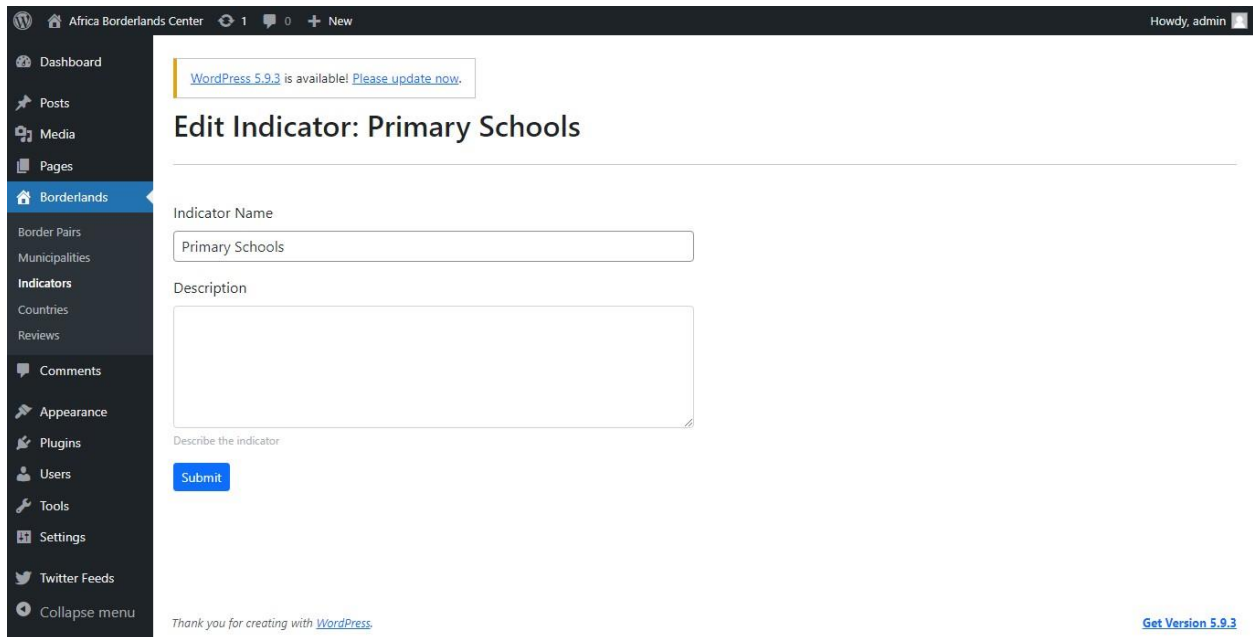 Africa Borderlands Center 1 0 + New Howdy, admin
Dashboard
Posts
Media
Pages
Borderlands
Border Pairs
Municipalities
Indicators
Countries
Reviews
Comments
Appearance
Plugins
Users
Tools
Settings
Twitter Feeds
Collapse menu
WordPress 5.9.3 is available! Please update now.
Edit Indicator: Primary Schools
Indicator Name
Primary Schools
Description
Describe the indicator
Submit
Thank you for creating with WordPress.
Get Version 5.9.3